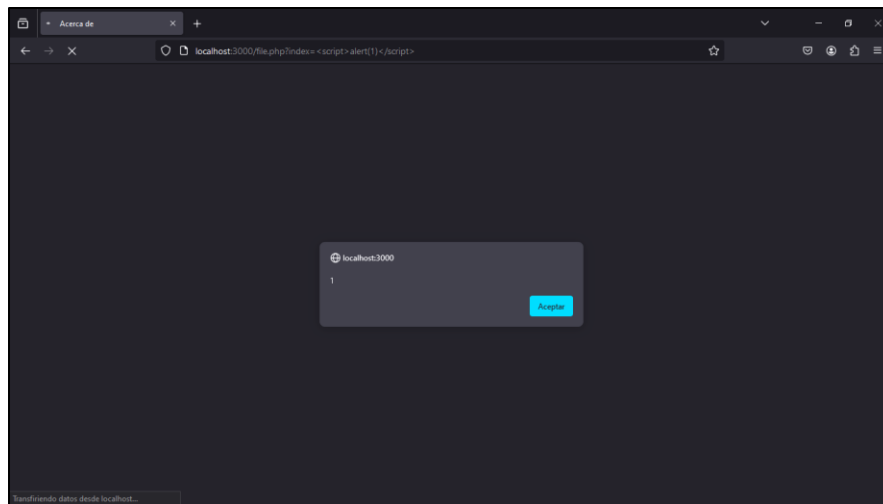 Acerca de
localhost:3000/file.php?index=<script>alert(1)</script>
localhost:3000
1
Aceptar
Transfiriendo datos desde localhost...